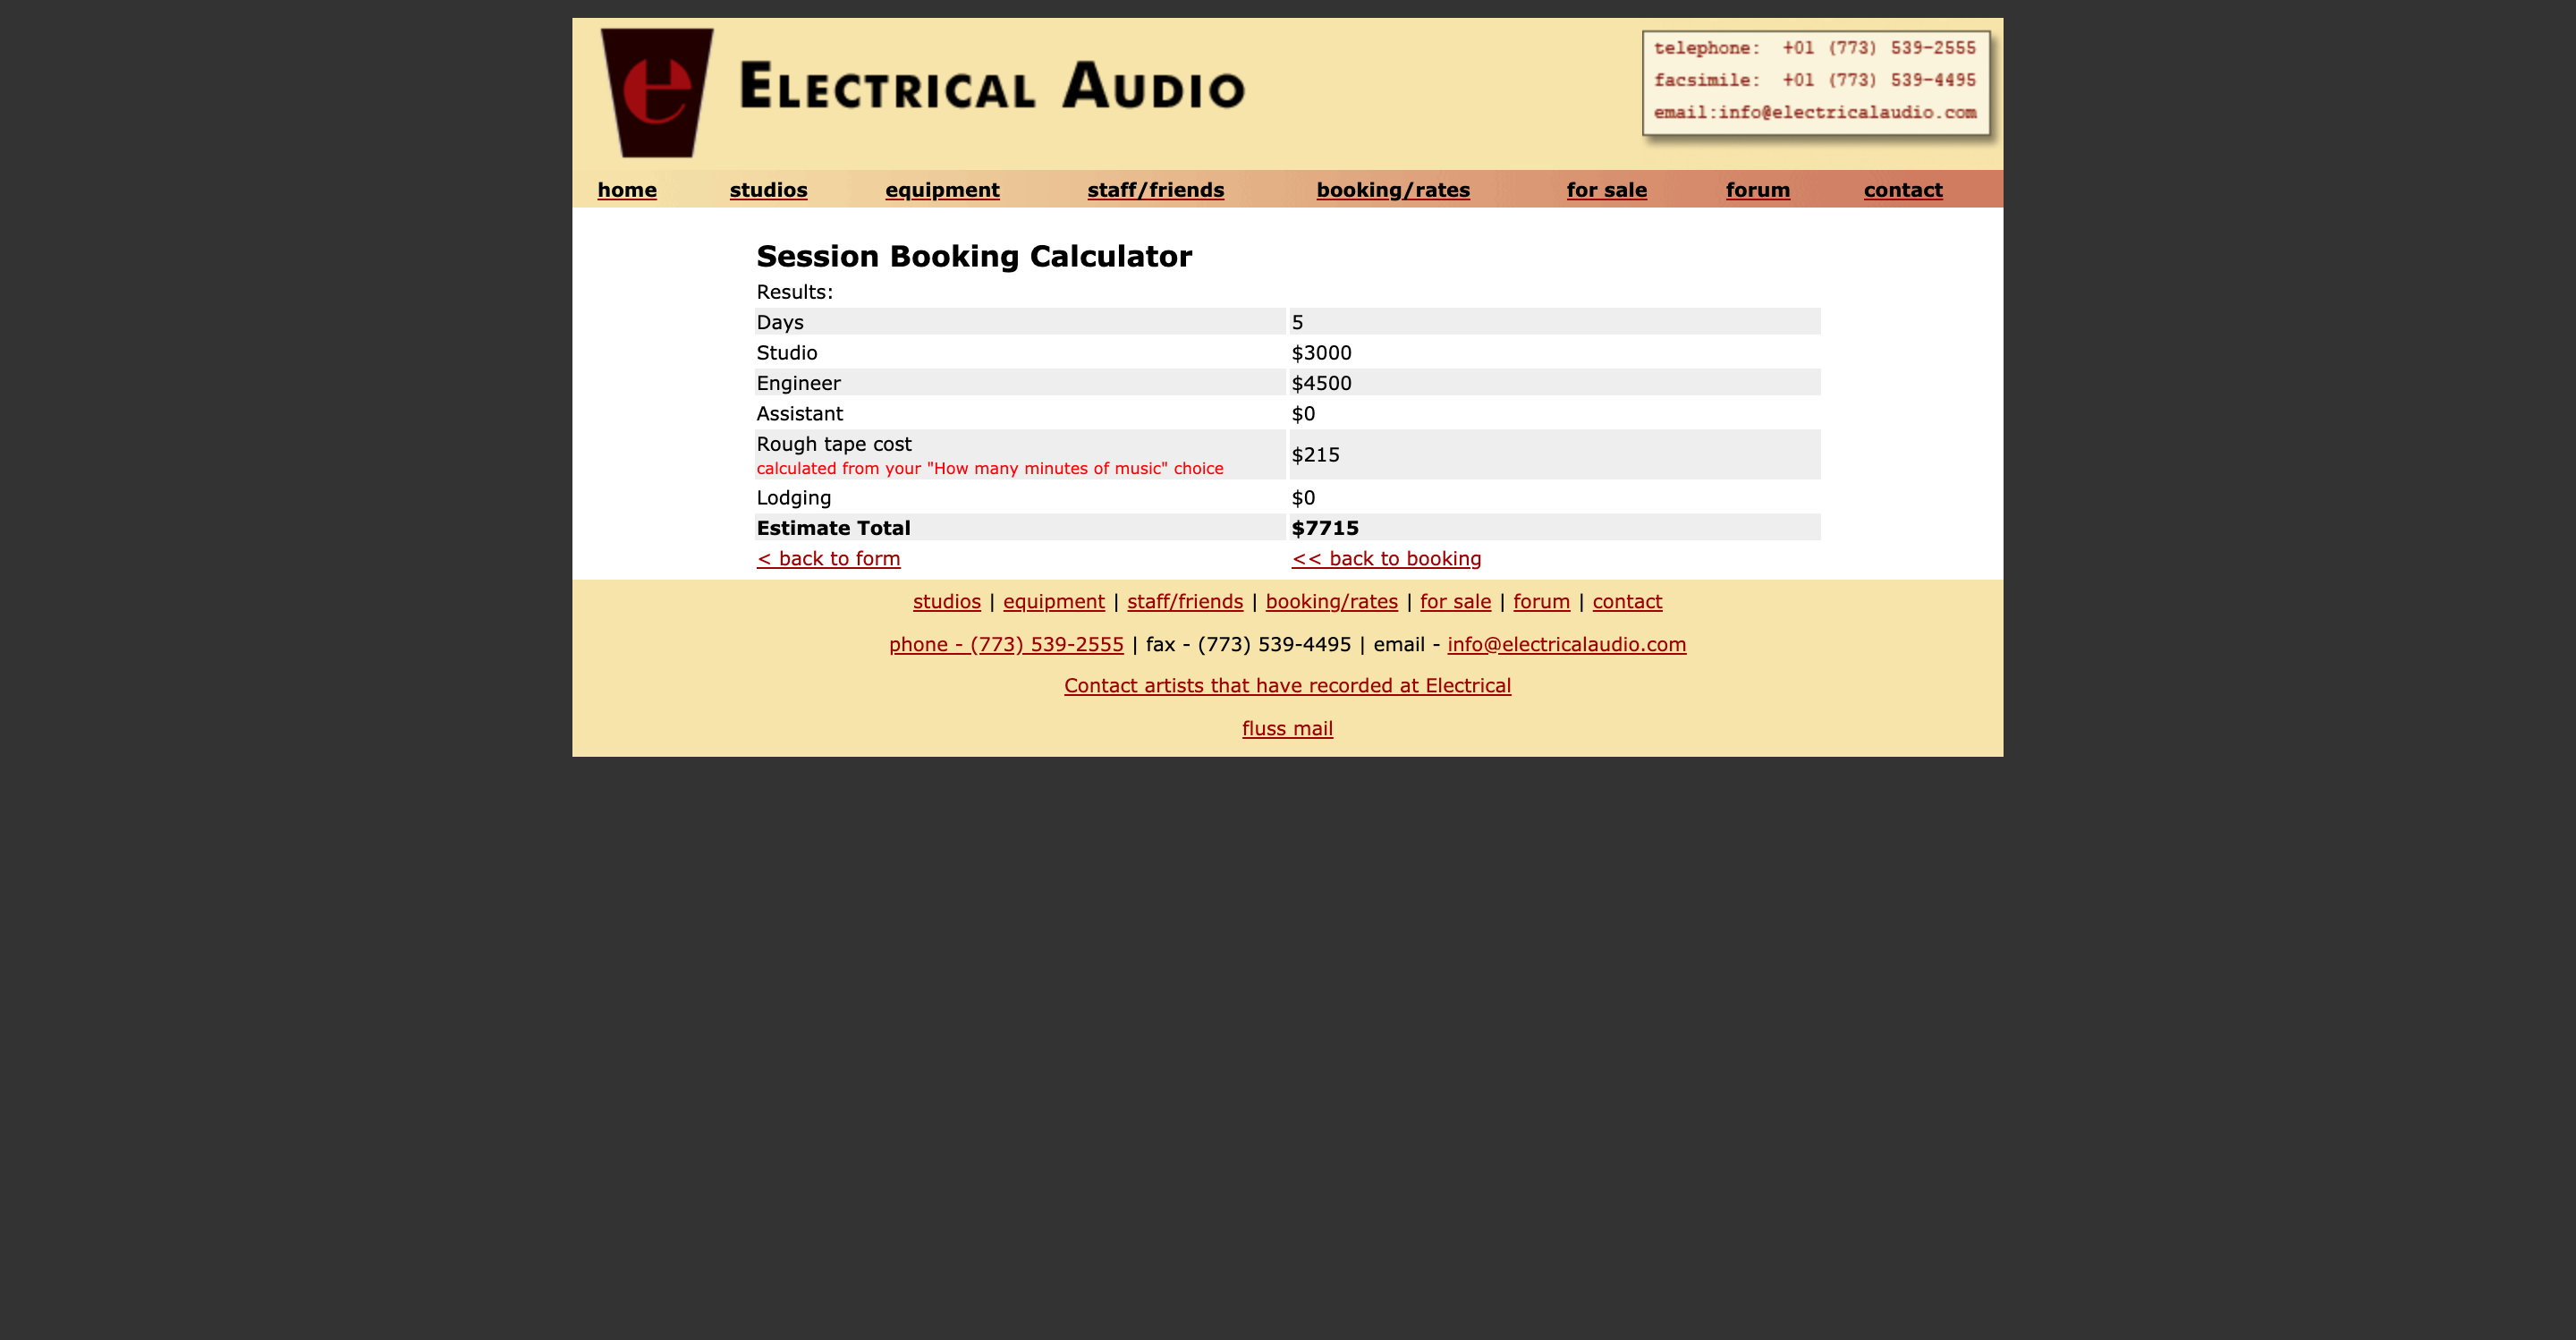 e ELECTRICAL AUDIO
telephone: +01 (773) 539-2555
facsimile: +01 (773) 539-4495
email:info@electricalaudio.com
home studios equipment staff/friends booking/rates for sale forum contact
Session Booking Calculator
Results:
Days 5
Studio $3000
Engineer $4500
Assistant $0
Rough tape cost $215
calculated from your "How many minutes of music" choice
Lodging $0
Estimate Total $7715
< back to form << back to booking
studios | equipment | staff/friends | booking/rates | for sale | forum | contact
phone - (773) 539-2555 | fax - (773) 539-4495 | email - info@electricalaudio.com
Contact artists that have recorded at Electrical
fluss mail